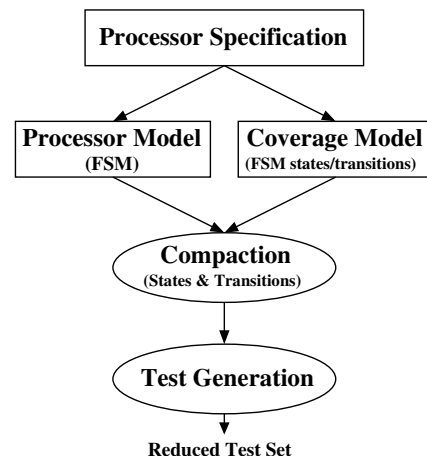 Processor Specification
Processor Model
(FSM)
Coverage Model
(FSM states/transitions)
Compaction
(States & Transitions)
Test Generation
Reduced Test Set